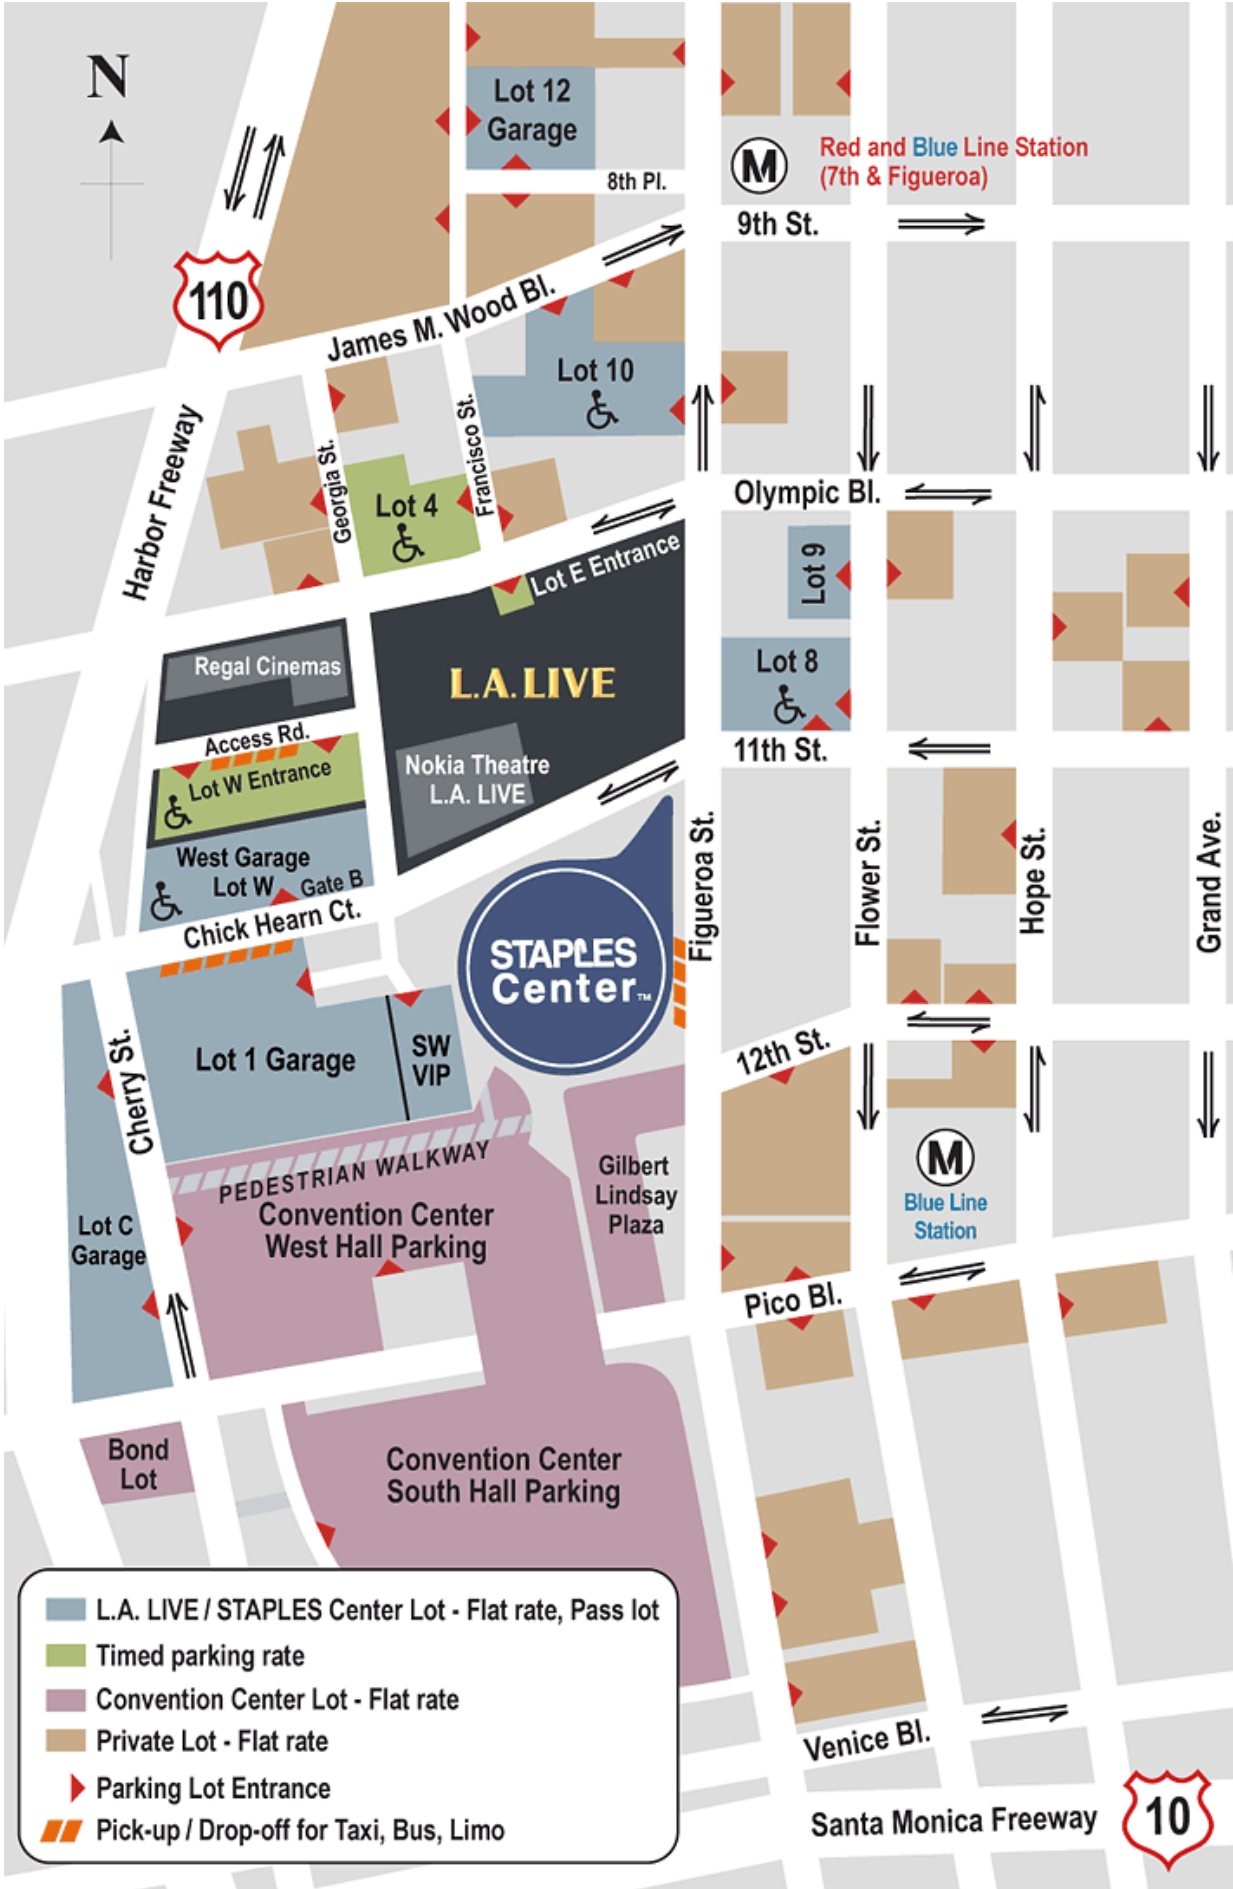 N
Lot 12
Garage
8th Pl.
M
Red and Blue Line Station
(7th & Figueroa)
9th St.
110
James M. Wood Bl.
Lot 10
Harbor Freeway
Georgia St.
Francisco St.
Lot 4
Olympic Bl.
Lot E Entrance
Lot 9
Regal Cinemas
L.A. LIVE
Lot 8
Access Rd.
11th St.
Lot W Entrance
Nokia Theatre
L.A. LIVE
West Garage
Lot W
Gate B
Chick Hearn Ct.
Figueroa St.
Flower St.
Hope St.
Grand Ave.
STAPLES
Center™
Cherry St.
Lot 1 Garage
SW
VIP
12th St.
PEDESTRIAN WALKWAY
Gilbert
Lindsay
Plaza
M
Blue Line
Station
Lot C
Garage
Convention Center
West Hall Parking
Pico Bl.
Bond
Lot
Convention Center
South Hall Parking
L.A. LIVE / STAPLES Center Lot - Flat rate, Pass lot
Timed parking rate
Convention Center Lot - Flat rate
Private Lot - Flat rate
Parking Lot Entrance
Pick-up / Drop-off for Taxi, Bus, Limo
Venice Bl.
Santa Monica Freeway
10